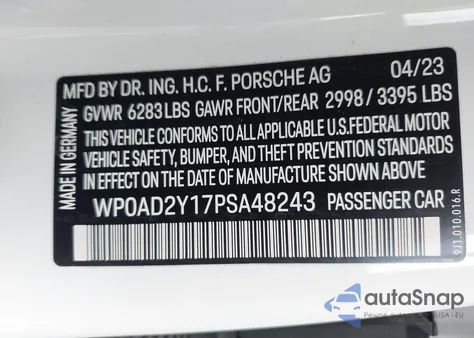 MFD BY DR. ING. H.C. F. PORSCHE AG 04/23
GVWR 6283 LBS GAWR FRONT/REAR 2998 / 3395 LBS
THIS VEHICLE CONFORMS TO ALL APPLICABLE U.S.FEDERAL MOTOR
VEHICLE SAFETY, BUMPER, AND THEFT PREVENTION STANDARDS
IN EFFECT ON THE DATE OF MANUFACTURE SHOWN ABOVE.
WP0AD2Y17PSA48243 PASSENGER CAR
MADE IN GERMANY
9J1.010.016.R
autoSnap